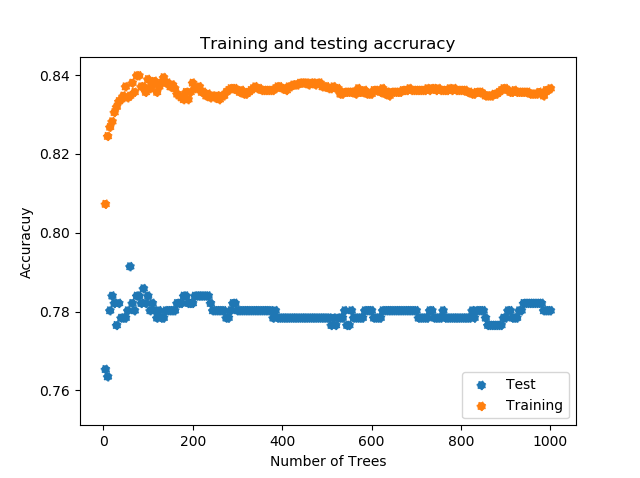 Training and testing accruracy
0.84
0.82
0.80
0.78
0.76
Accuracuy
0
200
400
600
800
1000
Number of Trees
Test
Training